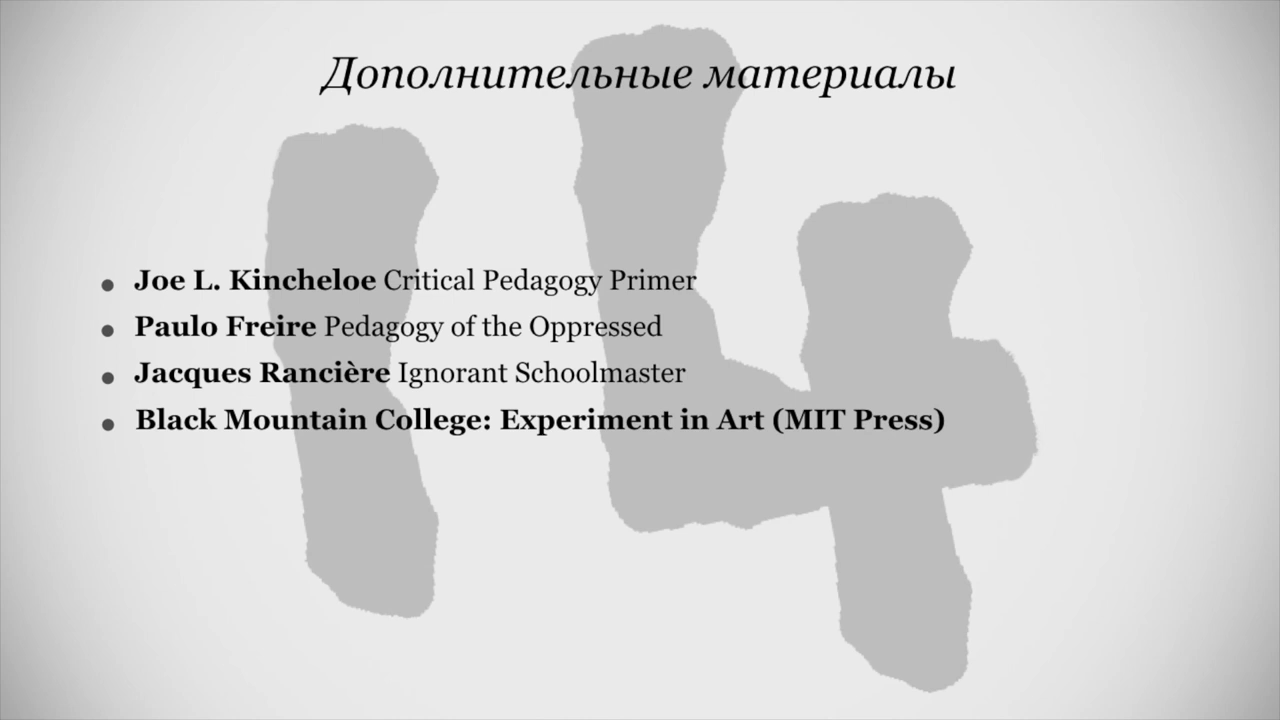 Дополнительные материалы
14
• Joe L. Kincheloe Critical Pedagogy Primer
• Paulo Freire Pedagogy of the Oppressed
• Jacques Rancière Ignorant Schoolmaster
• Black Mountain College: Experiment in Art (MIT Press)